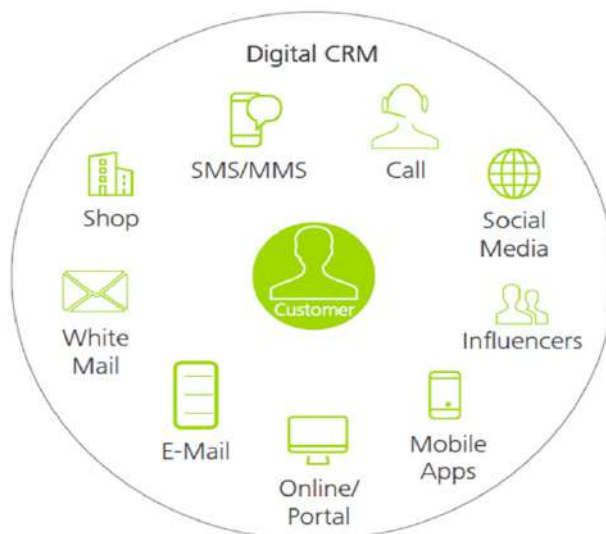 Digital CRM
SMS/MMS
Call
Shop
Social
Media
Customer
White
Mail
Influencers
E-Mail
Mobile
Apps
Online/
Portal